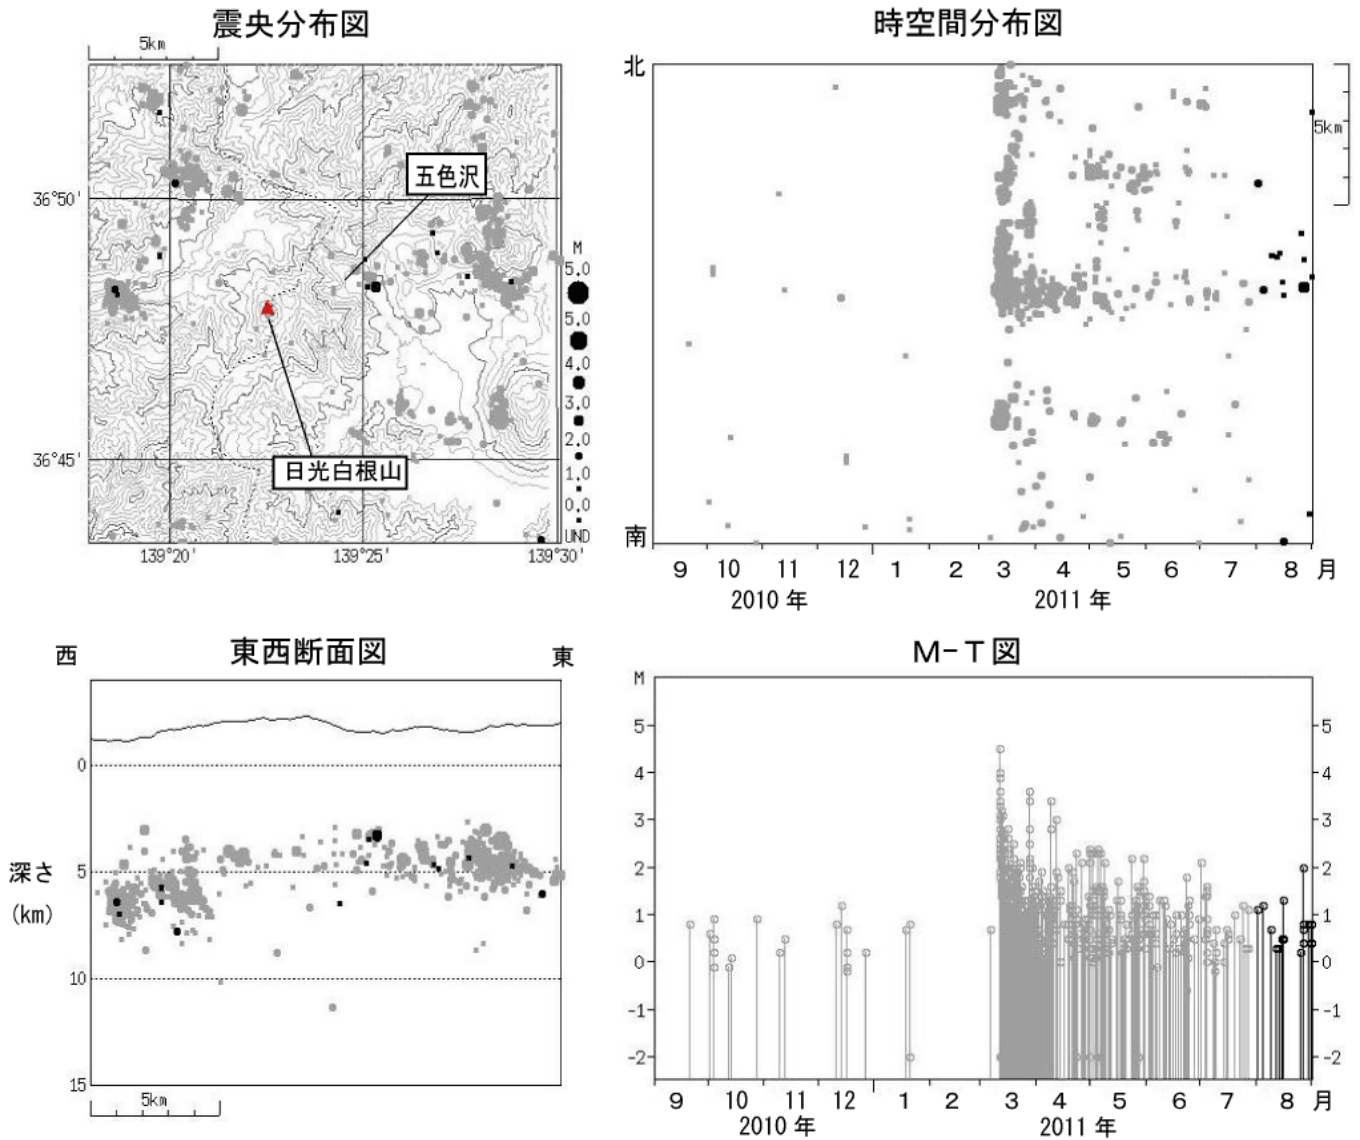 震央分布図
5km
五色沢
36°50'
36°45'
日光白根山
139°20'
139°25'
139°30'
M
5.0
5.0
4.0
3.0
2.0
1.0
0.0
UND
時空間分布図
北
南
5km
9 10 11 12 1 2 3 4 5 6 7 8 月
2010 年 2011 年
東西断面図
西
東
0
5
10
15
深さ
(km)
5km
M-T図
M
5 5
4 4
3 3
2 2
1 1
0 0
-1 -1
-2 -2
9 10 11 12 1 2 3 4 5 6 7 8 月
2010 年 2011 年